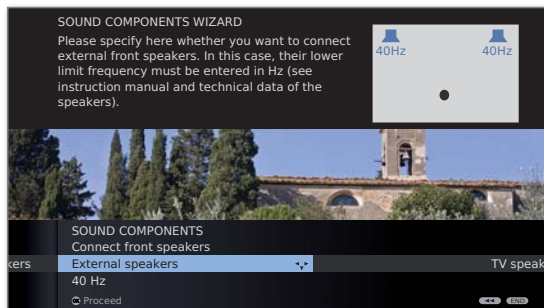 SOUND COMPONENTS WIZARD
Please specify here whether you want to connect
external front speakers. In this case, their lower
limit frequency must be entered in Hz (see
instruction manual and technical data of the
speakers).
40Hz 40Hz
SOUND COMPONENTS
Connect front speakers
kers External speakers TV speak
40 Hz
OK Proceed
END